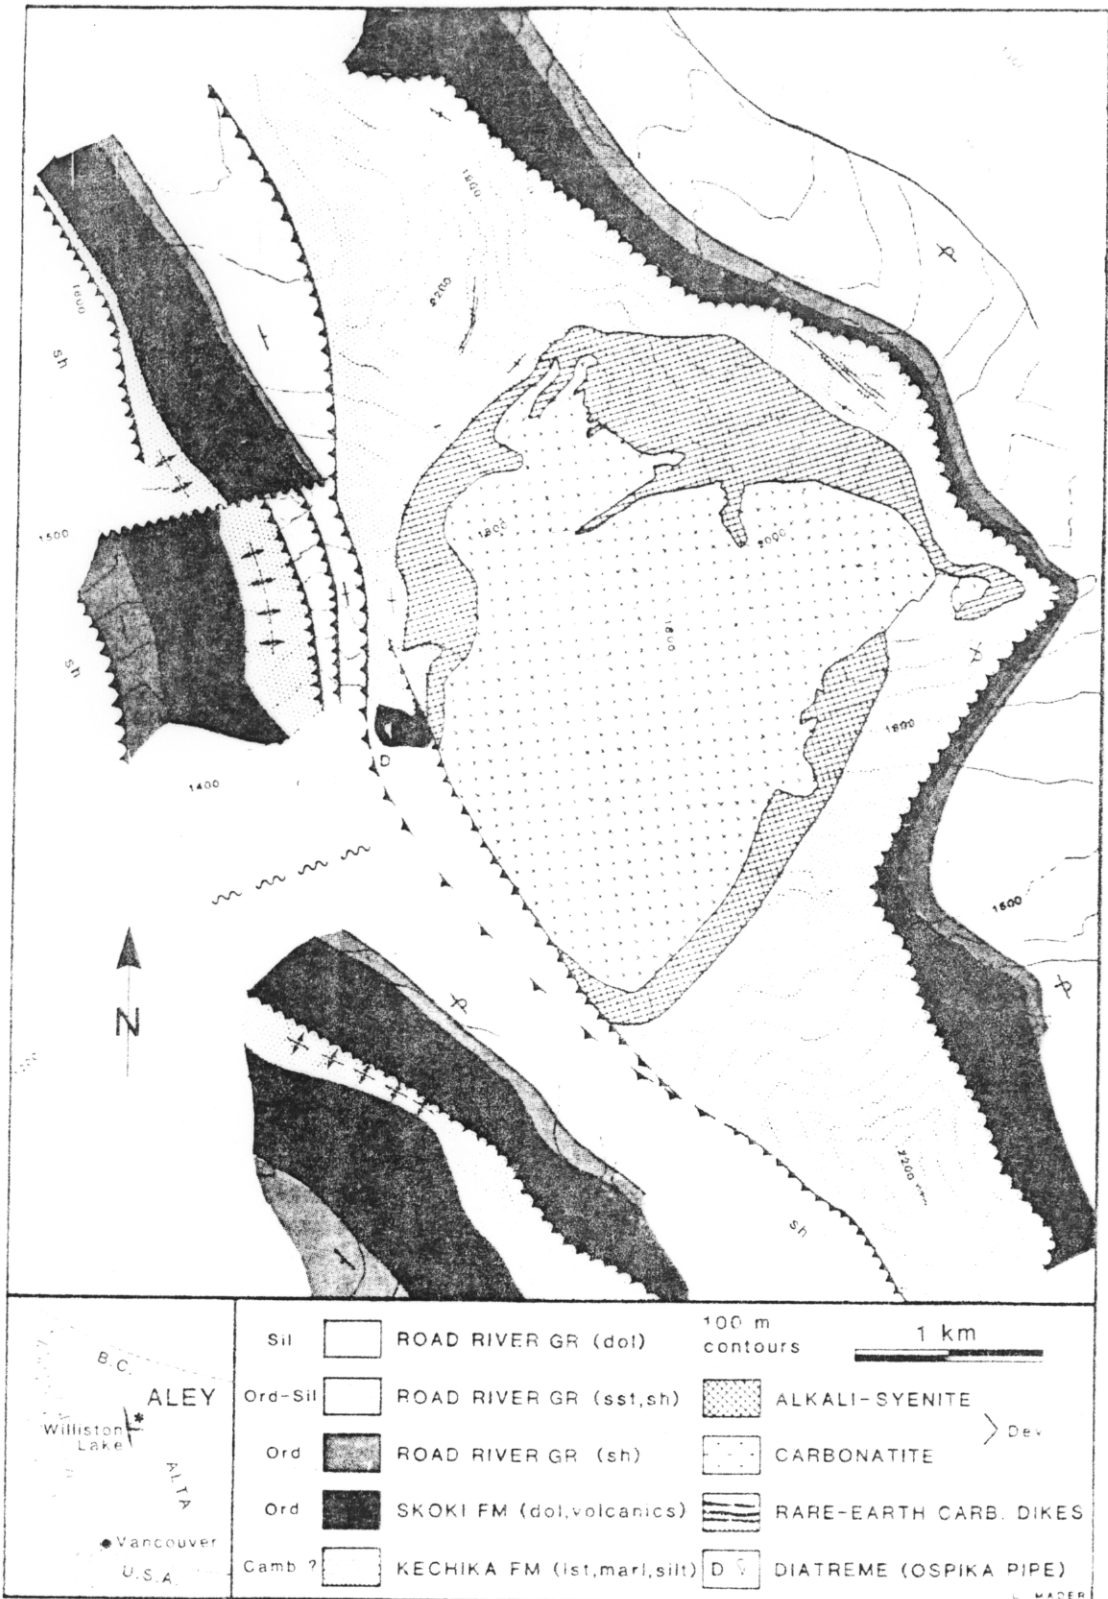 1800
2200
1600
sh
1500
1800
2000
1800
sh
1800
D
1400
1600
N
2200
sh
B.C.
ALEY
*
Williston
Lake
ALTA
Vancouver
U.S.A.
Sil ROAD RIVER GR (dol)
Ord-Sil ROAD RIVER GR (sst,sh)
Ord ROAD RIVER GR (sh)
Ord SKOKI FM (dol,volcanics)
Camb ? KECHIKA FM (lst,marl,silt)
100 m
contours
1 km
ALKALI-SYENITE
Dev
CARBONATITE
RARE-EARTH CARB. DIKES
D DIATREME (OSPIKA PIPE)
MADER